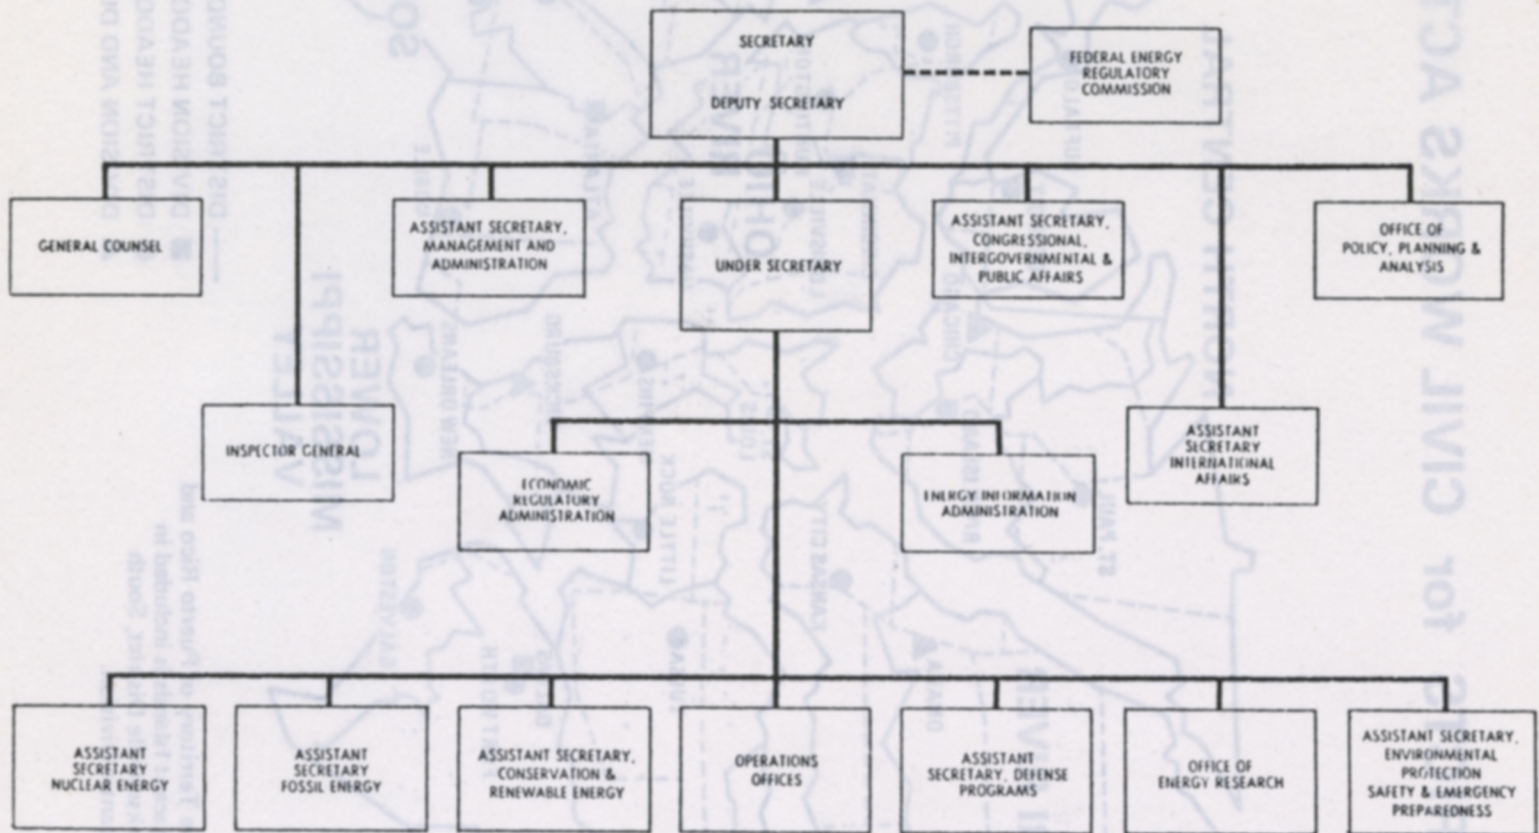 SECRETARY
DEPUTY SECRETARY
FEDERAL ENERGY
REGULATORY
COMMISSION
GENERAL COUNSEL
ASSISTANT SECRETARY,
MANAGEMENT AND
ADMINISTRATION
UNDER SECRETARY
ASSISTANT SECRETARY,
CONGRESSIONAL,
INTERGOVERNMENTAL &
PUBLIC AFFAIRS
OFFICE OF
POLICY, PLANNING &
ANALYSIS
INSPECTOR GENERAL
ECONOMIC
REGULATORY
ADMINISTRATION
ENERGY INFORMATION
ADMINISTRATION
ASSISTANT
SECRETARY
INTERNATIONAL
AFFAIRS
ASSISTANT
SECRETARY
NUCLEAR ENERGY
ASSISTANT
SECRETARY
FOSSIL ENERGY
ASSISTANT SECRETARY,
CONSERVATION &
RENEWABLE ENERGY
OPERATIONS
OFFICES
ASSISTANT
SECRETARY, DEFENSE
PROGRAMS
OFFICE OF
ENERGY RESEARCH
ASSISTANT SECRETARY,
ENVIRONMENTAL
PROTECTION
SAFETY & EMERGENCY
PREPAREDNESS